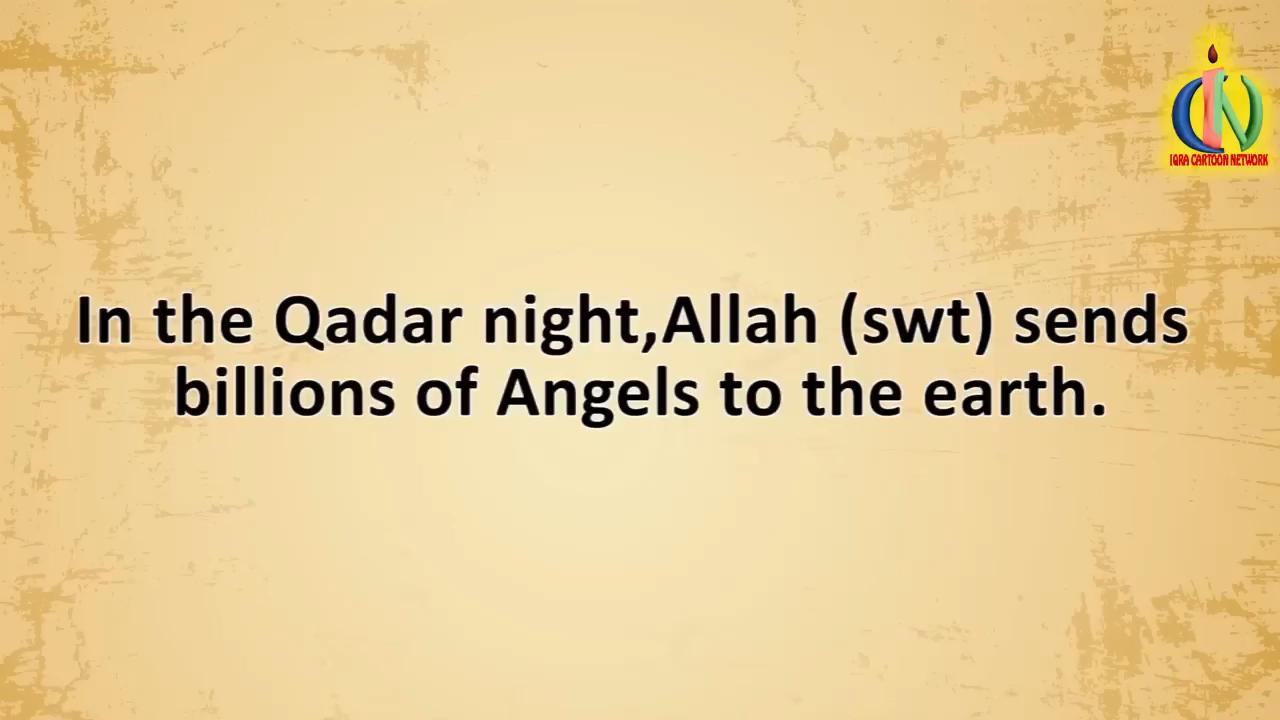 IQRA CARTOON NETWORK
In the Qadar night,Allah (swt) sends
billions of Angels to the earth.